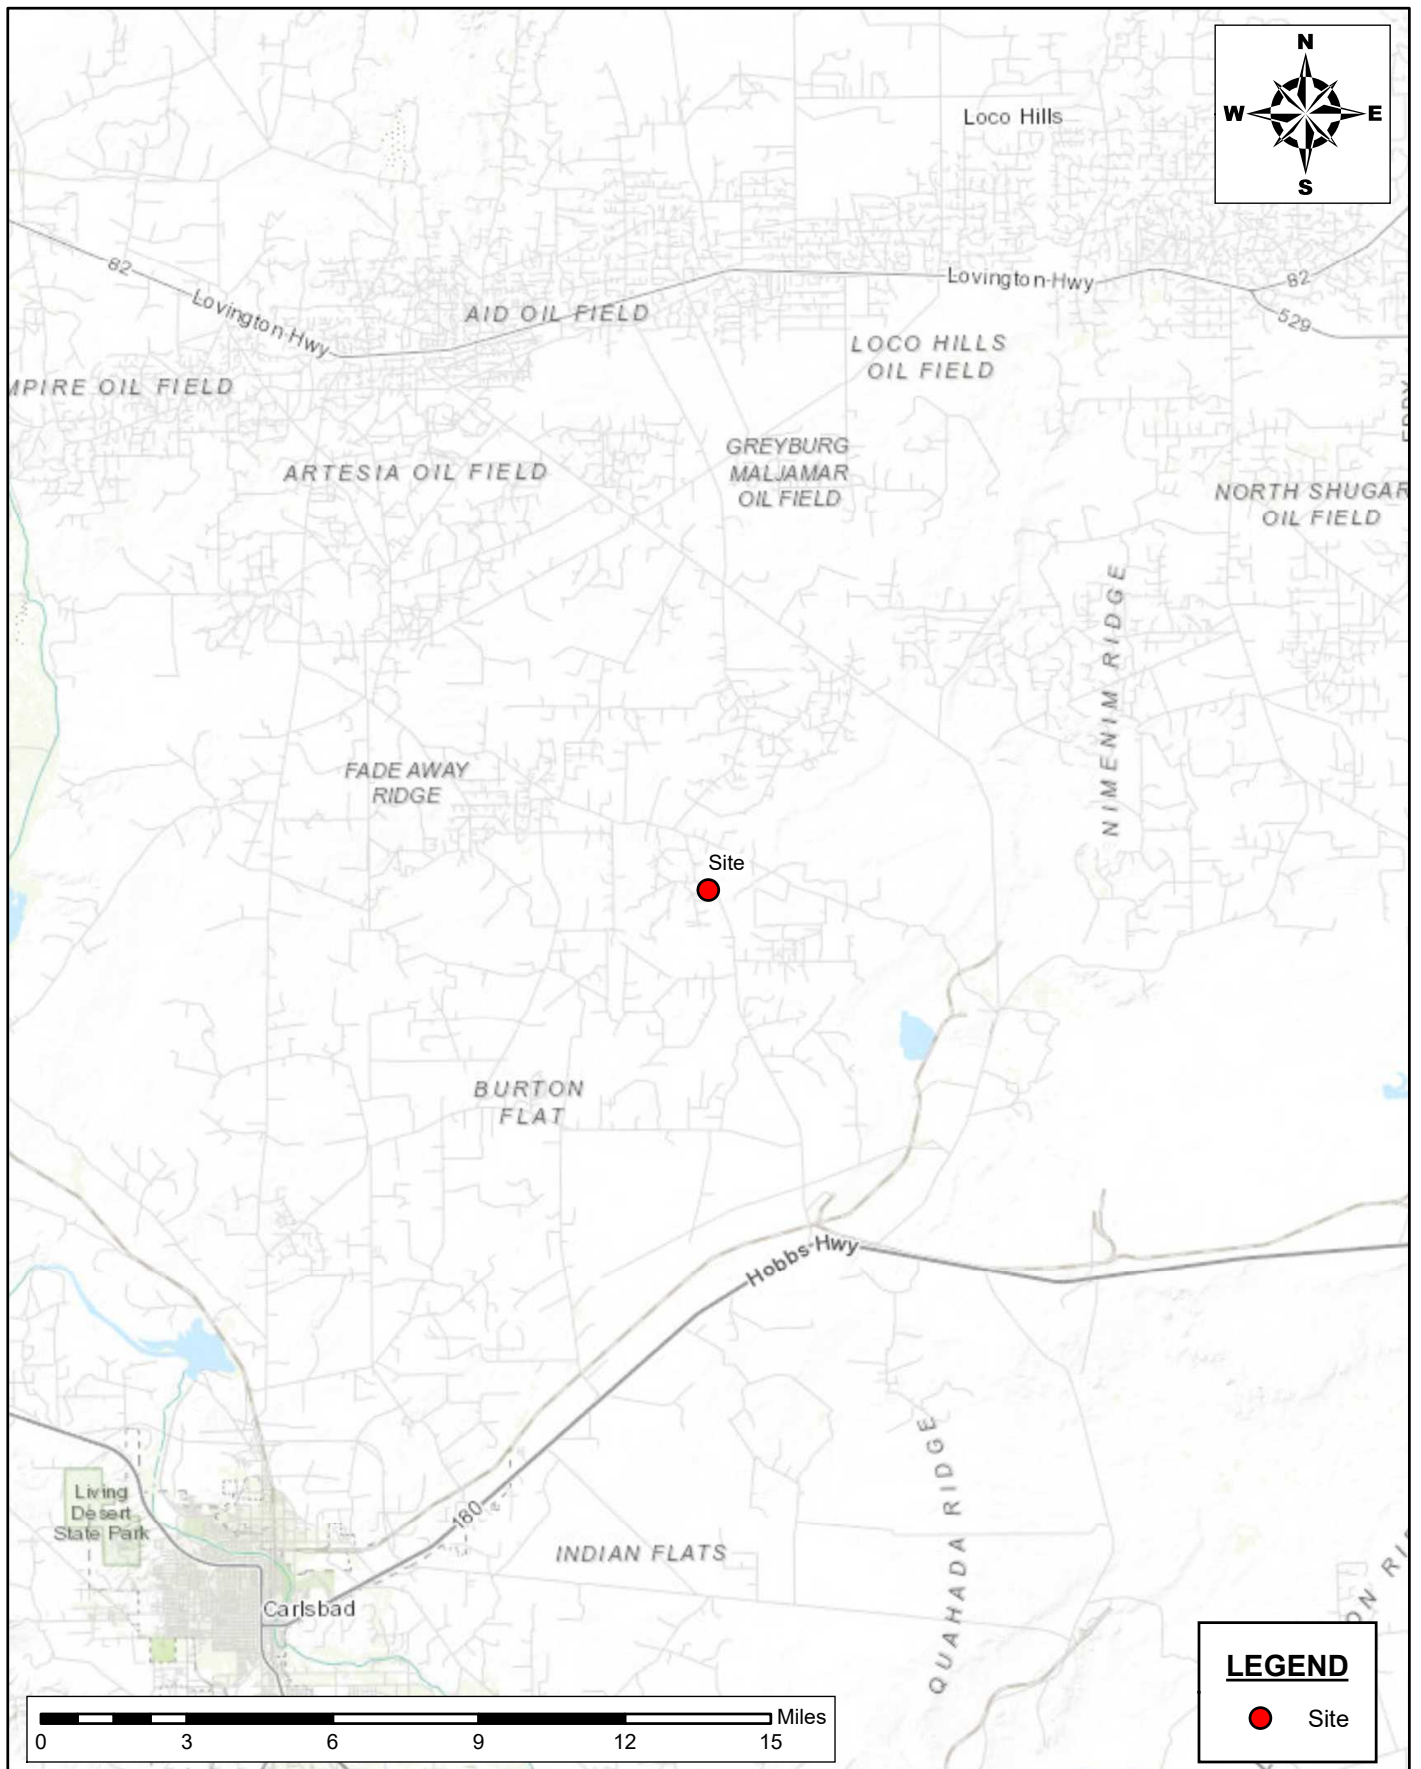 N
W E
S
Loco Hills
82
Lovington Hwy
Lovington Hwy
82
529
AID OIL FIELD
LOCO HILLS
OIL FIELD
MPIRE OIL FIELD
EDDY
GREYBURG
MALJAMAR
OIL FIELD
ARTESIA OIL FIELD
NORTH SHUGAR
OIL FIELD
NIMENIM RIDGE
FADE AWAY
RIDGE
Site
BURTON
FLAT
Hobbs Hwy
QUAHADA RIDGE
Living
Desert
State Park
180
INDIAN FLATS
Carlsbad
ON RI
LEGEND
Site
Miles
0 3 6 9 12 15